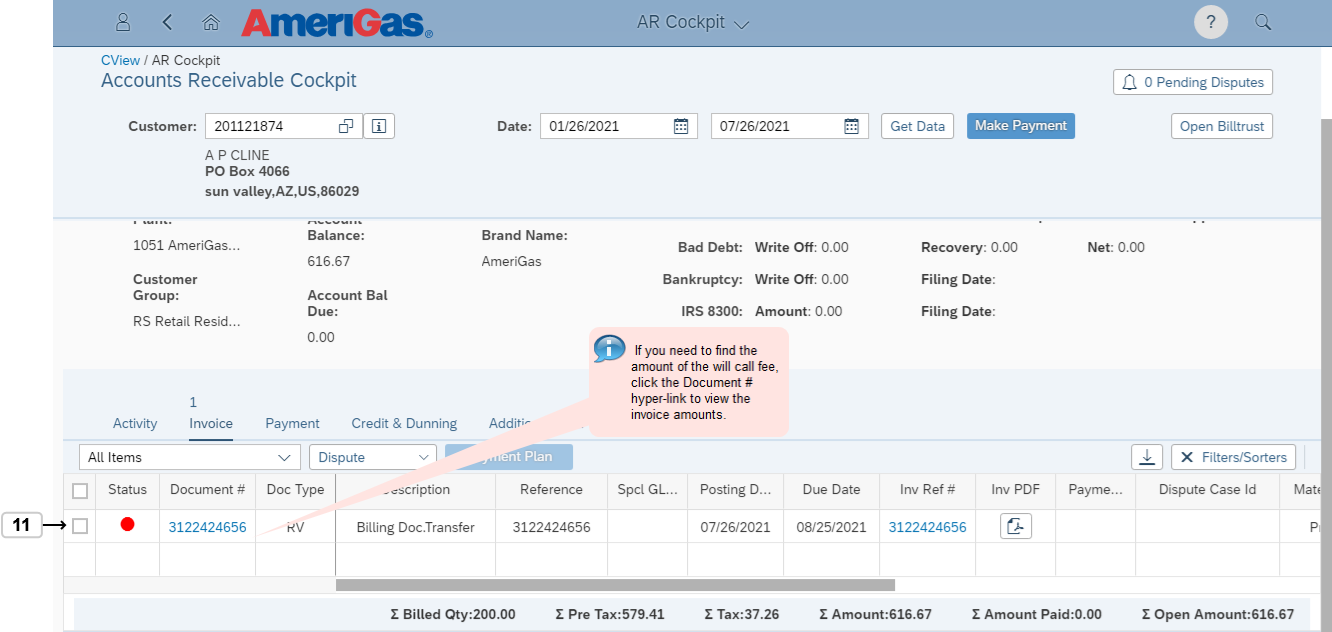 AmeriGas
AR Cockpit
?
CView / AR Cockpit
Accounts Receivable Cockpit
0 Pending Disputes
Customer: 201121874
Date: 01/26/2021 07/26/2021 Get Data Make Payment Open Billtrust
A P CLINE
PO Box 4066
sun valley,AZ,US,86029
Plant:
1051 AmeriGas...
Customer
Group:
RS Retail Resid...
Account
Balance:
616.67
Account Bal
Due:
0.00
Brand Name:
AmeriGas
Bad Debt: Write Off: 0.00 Recovery: 0.00 Net: 0.00
Bankruptcy: Write Off: 0.00 Filing Date:
IRS 8300: Amount: 0.00 Filing Date:
If you need to find the
amount of the will call fee,
click the Document #
hyper-link to view the
invoice amounts.
1
Activity Invoice Payment Credit & Dunning
All Items Dispute Plan
Filters/Sorters
Status Document # Doc Type Description Reference Spcl GL... Posting D... Due Date Inv Ref # Inv PDF Payme... Dispute Case Id Mate
11
3122424656 RV Billing Doc.Transfer 3122424656 07/26/2021 08/25/2021 3122424656
Σ Billed Qty:200.00 Σ Pre Tax:579.41 Σ Tax:37.26 Σ Amount:616.67 Σ Amount Paid:0.00 Σ Open Amount:616.67